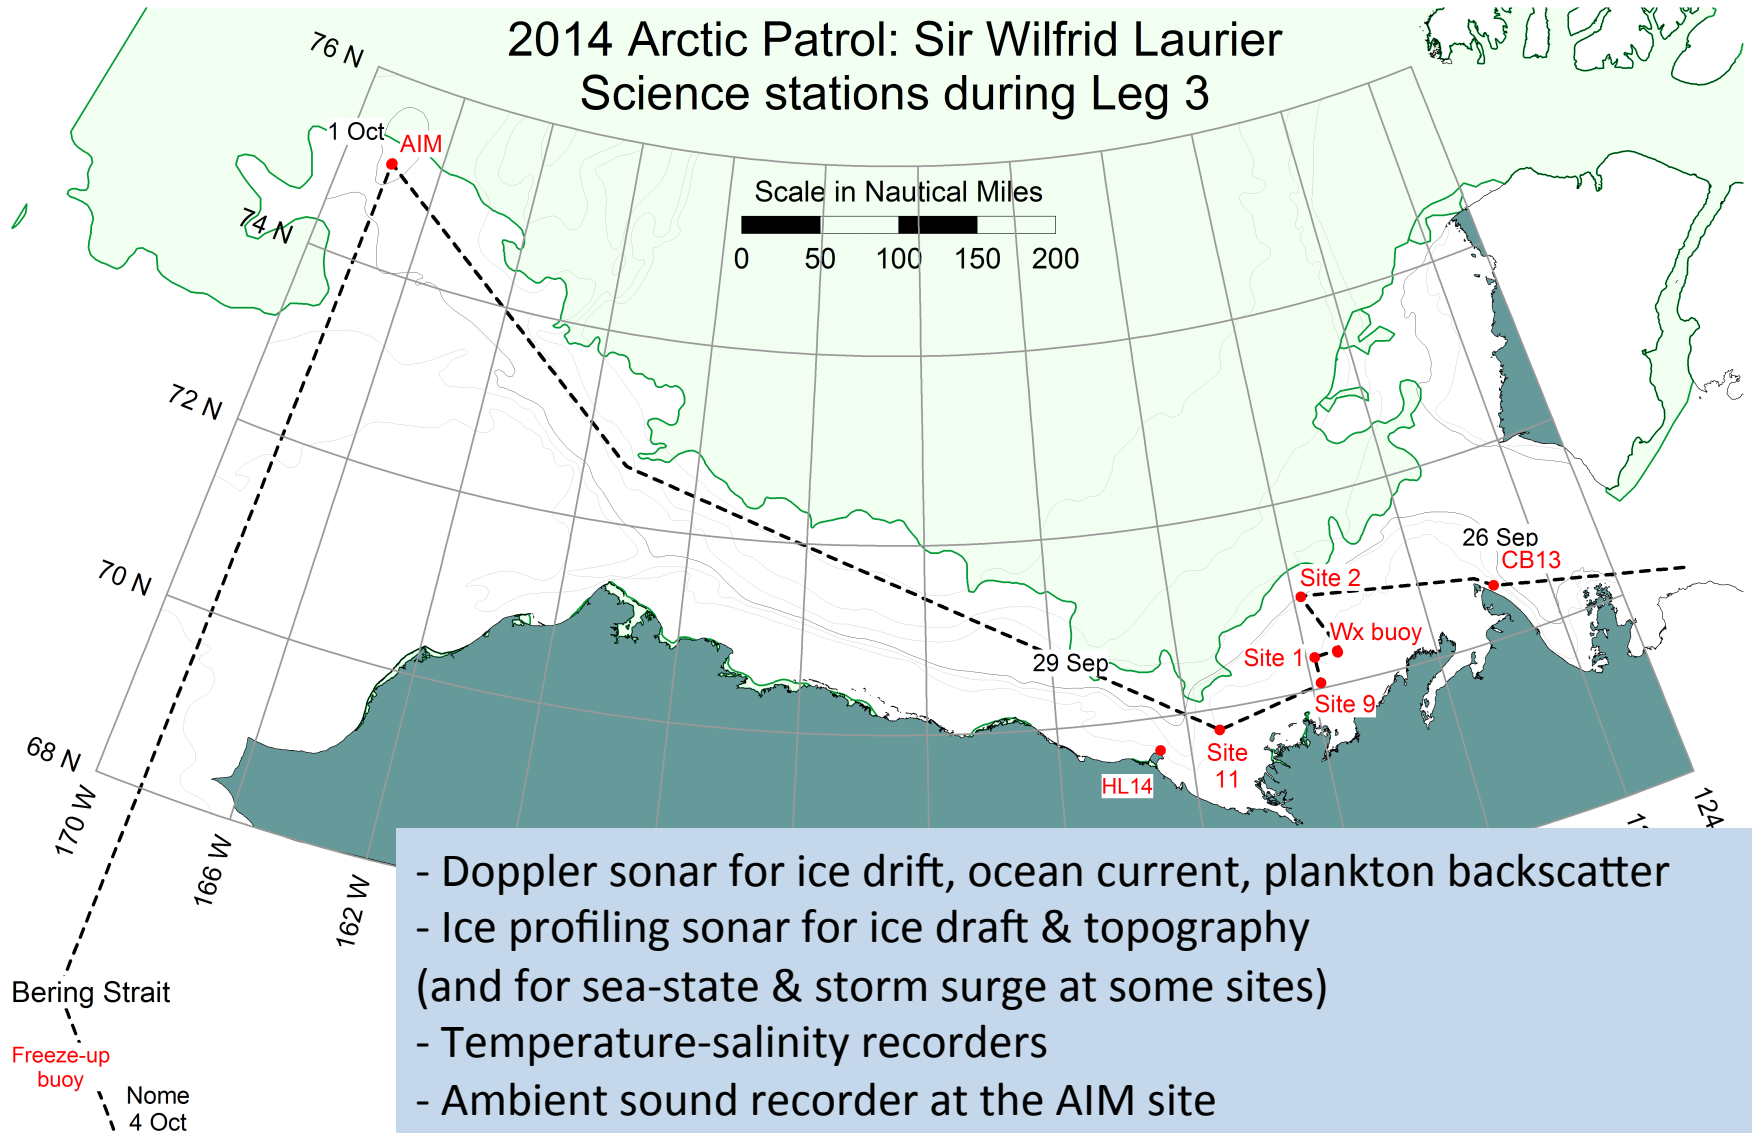 2014 Arctic Patrol: Sir Wilfrid Laurier
Science stations during Leg 3
76 N
1 Oct
AIM
Scale in Nautical Miles
0 50 100 150 200
74 N
72 N
70 N
68 N
26 Sep
CB13
Site 2
Wx buoy
Site 1
29 Sep
Site 9
Site
11
HL14
170 W
166 W
162 W
124
- Doppler sonar for ice drift, ocean current, plankton backscatter
- Ice profiling sonar for ice draft & topography
(and for sea-state & storm surge at some sites)
- Temperature-salinity recorders
- Ambient sound recorder at the AIM site
Bering Strait
Freeze-up
buoy
Nome
4 Oct